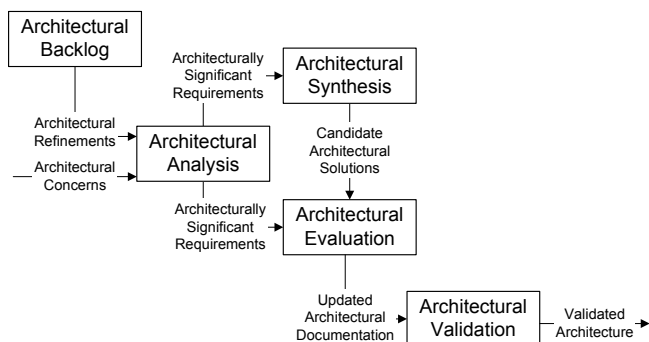 Architectural
Backlog
Architecturally
Significant
Requirements
Architectural
Synthesis
Architectural
Refinements
Architectural
Analysis
Candidate
Architectural
Solutions
Architectural
Concerns
Architecturally
Significant
Requirements
Architectural
Evaluation
Updated
Architectural
Documentation
Architectural
Validation
Validated
Architecture